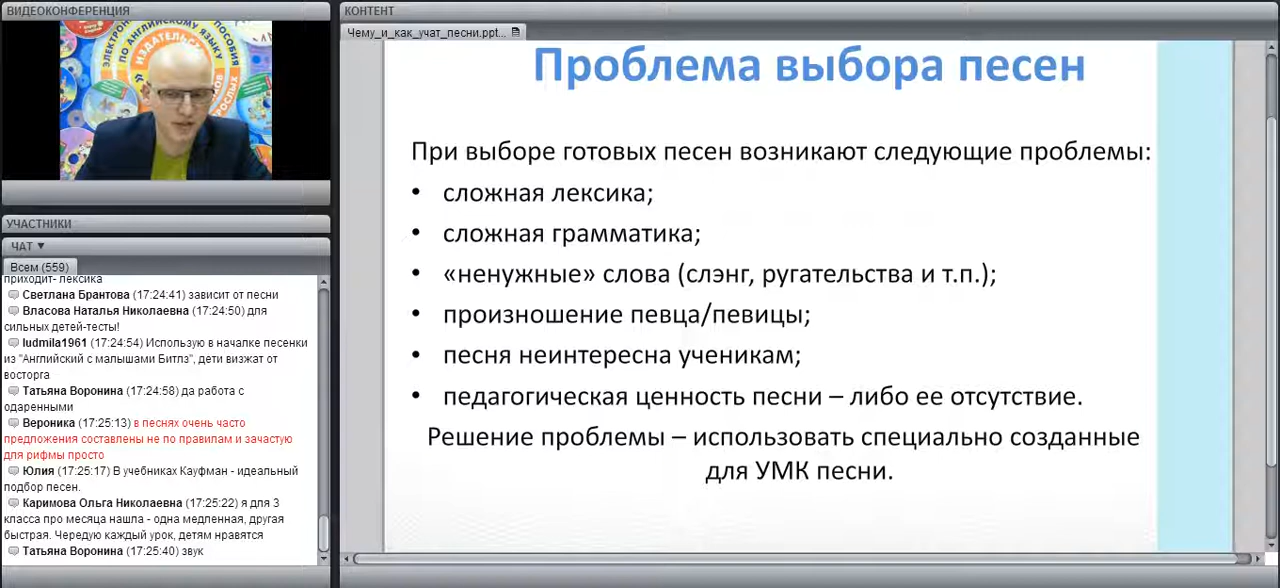 ВИДЕОКОНФЕРЕНЦИЯ
ЭЛЕКТРОН
ИЗДАТЕЛЬС
ПОСОБИЯ
ПО АНГЛИЙСКОМУ ЯЗЫКУ
УЧАСТНИКИ
ЧАТ
Всем (559)
приходит- лексика
Светлана Брантова (17:24:41) зависит от песни
Власова Наталья Николаевна (17:24:50) для
сильных детей-тесты!
ludmila1961 (17:24:54) Использую в началке песенки
из "Английский с малышами Битлз", дети визжат от
восторга
Татьяна Воронина (17:24:58) да работа с
одаренными
Вероника (17:25:13) в песнях очень часто
предложения составлены не по правилам и зачастую
для рифмы просто
Юлия (17:25:17) В учебниках Кауфман - идеальный
подбор песен.
Каримова Ольга Николаевна (17:25:22) я для 3
класса про месяца нашла - одна медленная, другая
быстрая. Чередую каждый урок, детям нравятся
Татьяна Воронина (17:25:40) звук
КОНТЕНТ
Чему_и_как_учат_песни.ppt...
Проблема выбора песен
При выборе готовых песен возникают следующие проблемы:
• сложная лексика;
• сложная грамматика;
• «ненужные» слова (слэнг, ругательства и т.п.);
• произношение певца/певицы;
• песня неинтересна ученикам;
• педагогическая ценность песни – либо ее отсутствие.
Решение проблемы – использовать специально созданные
для УМК песни.